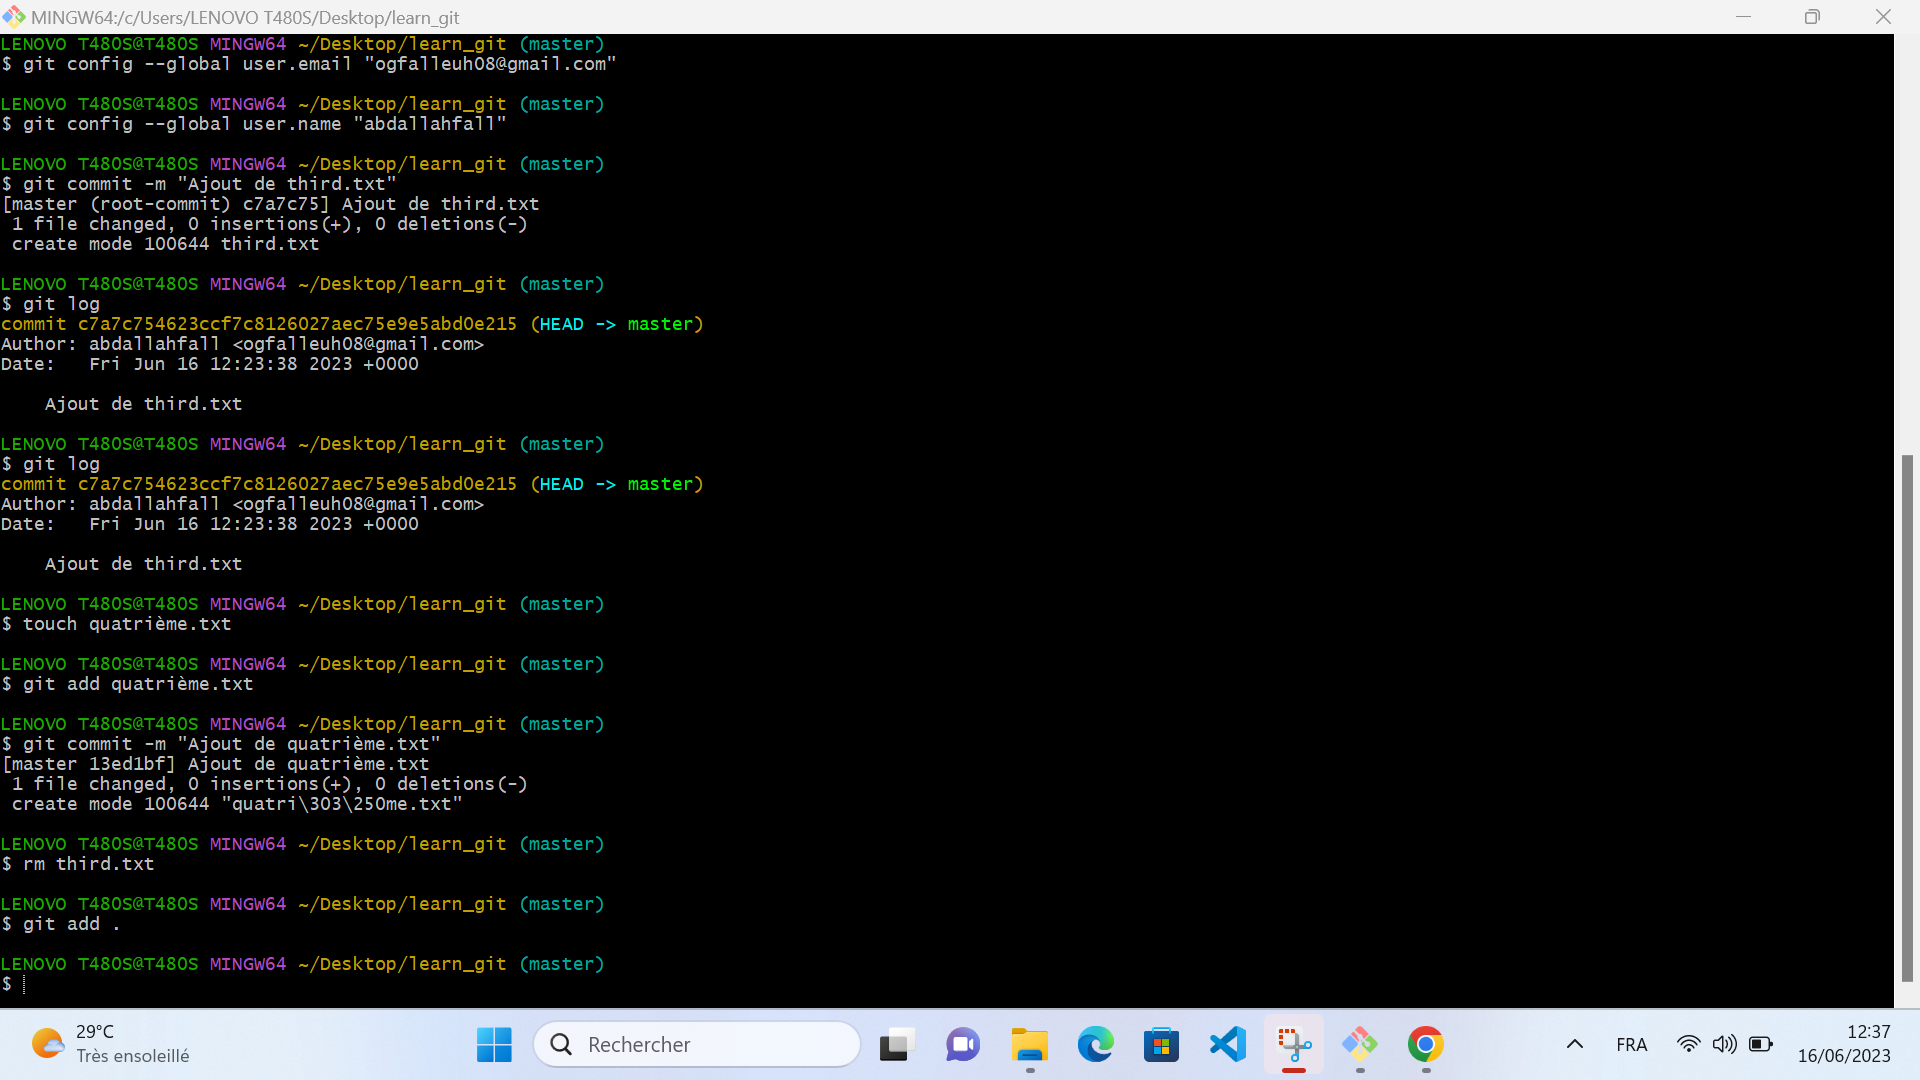 MINGW64:/c/Users/LENOVO T480S/Desktop/learn_git
LENOVO T480S@T480S MINGW64 ~/Desktop/learn_git (master)
$ git config --global user.email "ogfalleuh08@gmail.com"
LENOVO T480S@T480S MINGW64 ~/Desktop/learn_git (master)
$ git config --global user.name "abdallahfall"
LENOVO T480S@T480S MINGW64 ~/Desktop/learn_git (master)
$ git commit -m "Ajout de third.txt"
[master (root-commit) c7a7c75] Ajout de third.txt
1 file changed, 0 insertions(+), 0 deletions(-)
create mode 100644 third.txt
LENOVO T480S@T480S MINGW64 ~/Desktop/learn_git (master)
$ git log
commit c7a7c754623ccf7c8126027aec75e9e5abd0e215 (HEAD -> master)
Author: abdallahfall <ogfalleuh08@gmail.com>
Date:   Fri Jun 16 12:23:38 2023 +0000
Ajout de third.txt
LENOVO T480S@T480S MINGW64 ~/Desktop/learn_git (master)
$ git log
commit c7a7c754623ccf7c8126027aec75e9e5abd0e215 (HEAD -> master)
Author: abdallahfall <ogfalleuh08@gmail.com>
Date:   Fri Jun 16 12:23:38 2023 +0000
Ajout de third.txt
LENOVO T480S@T480S MINGW64 ~/Desktop/learn_git (master)
$ touch quatrième.txt
LENOVO T480S@T480S MINGW64 ~/Desktop/learn_git (master)
$ git add quatrième.txt
LENOVO T480S@T480S MINGW64 ~/Desktop/learn_git (master)
$ git commit -m "Ajout de quatrième.txt"
[master 13ed1bf] Ajout de quatrième.txt
1 file changed, 0 insertions(+), 0 deletions(-)
create mode 100644 "quatri\303\250me.txt"
LENOVO T480S@T480S MINGW64 ~/Desktop/learn_git (master)
$ rm third.txt
LENOVO T480S@T480S MINGW64 ~/Desktop/learn_git (master)
$ git add .
LENOVO T480S@T480S MINGW64 ~/Desktop/learn_git (master)
$
29°C
Très ensoleillé
Rechercher
FRA
12:37
16/06/2023